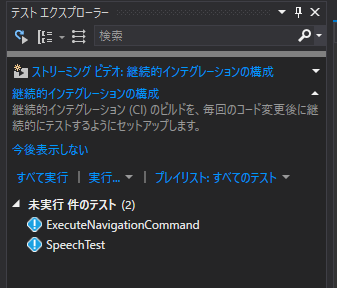 テスト エクスプローラー
検索
ストリーミング ビデオ: 継続的インテグレーションの構成
継続的インテグレーションの構成
継続的インテグレーション (CI) のビルドを、毎回のコード変更後に継
続的にテストするようにセットアップします。
今後表示しない
すべて実行 | 実行... | プレイリスト: すべてのテスト
未実行 件のテスト (2)
ExecuteNavigationCommand
SpeechTest